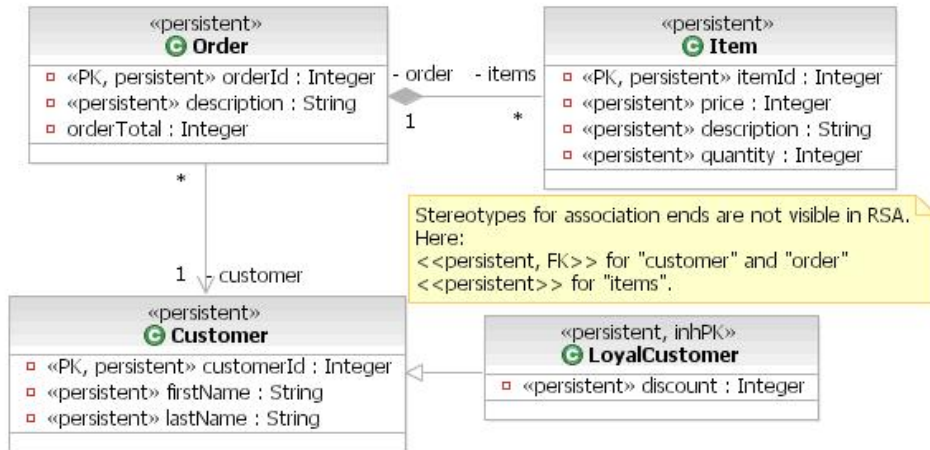 «persistent»
Order
«PK, persistent» orderId : Integer
«persistent» description : String
orderTotal : Integer
- order
- items
1
*
«persistent»
Item
«PK, persistent» itemId : Integer
«persistent» price : Integer
«persistent» description : String
«persistent» quantity : Integer
*
1
- customer
Stereotypes for association ends are not visible in RSA.
Here:
<<persistent, FK>> for "customer" and "order"
<<persistent>> for "items".
«persistent»
Customer
«PK, persistent» customerId : Integer
«persistent» firstName : String
«persistent» lastName : String
«persistent, inhPK»
LoyalCustomer
«persistent» discount : Integer